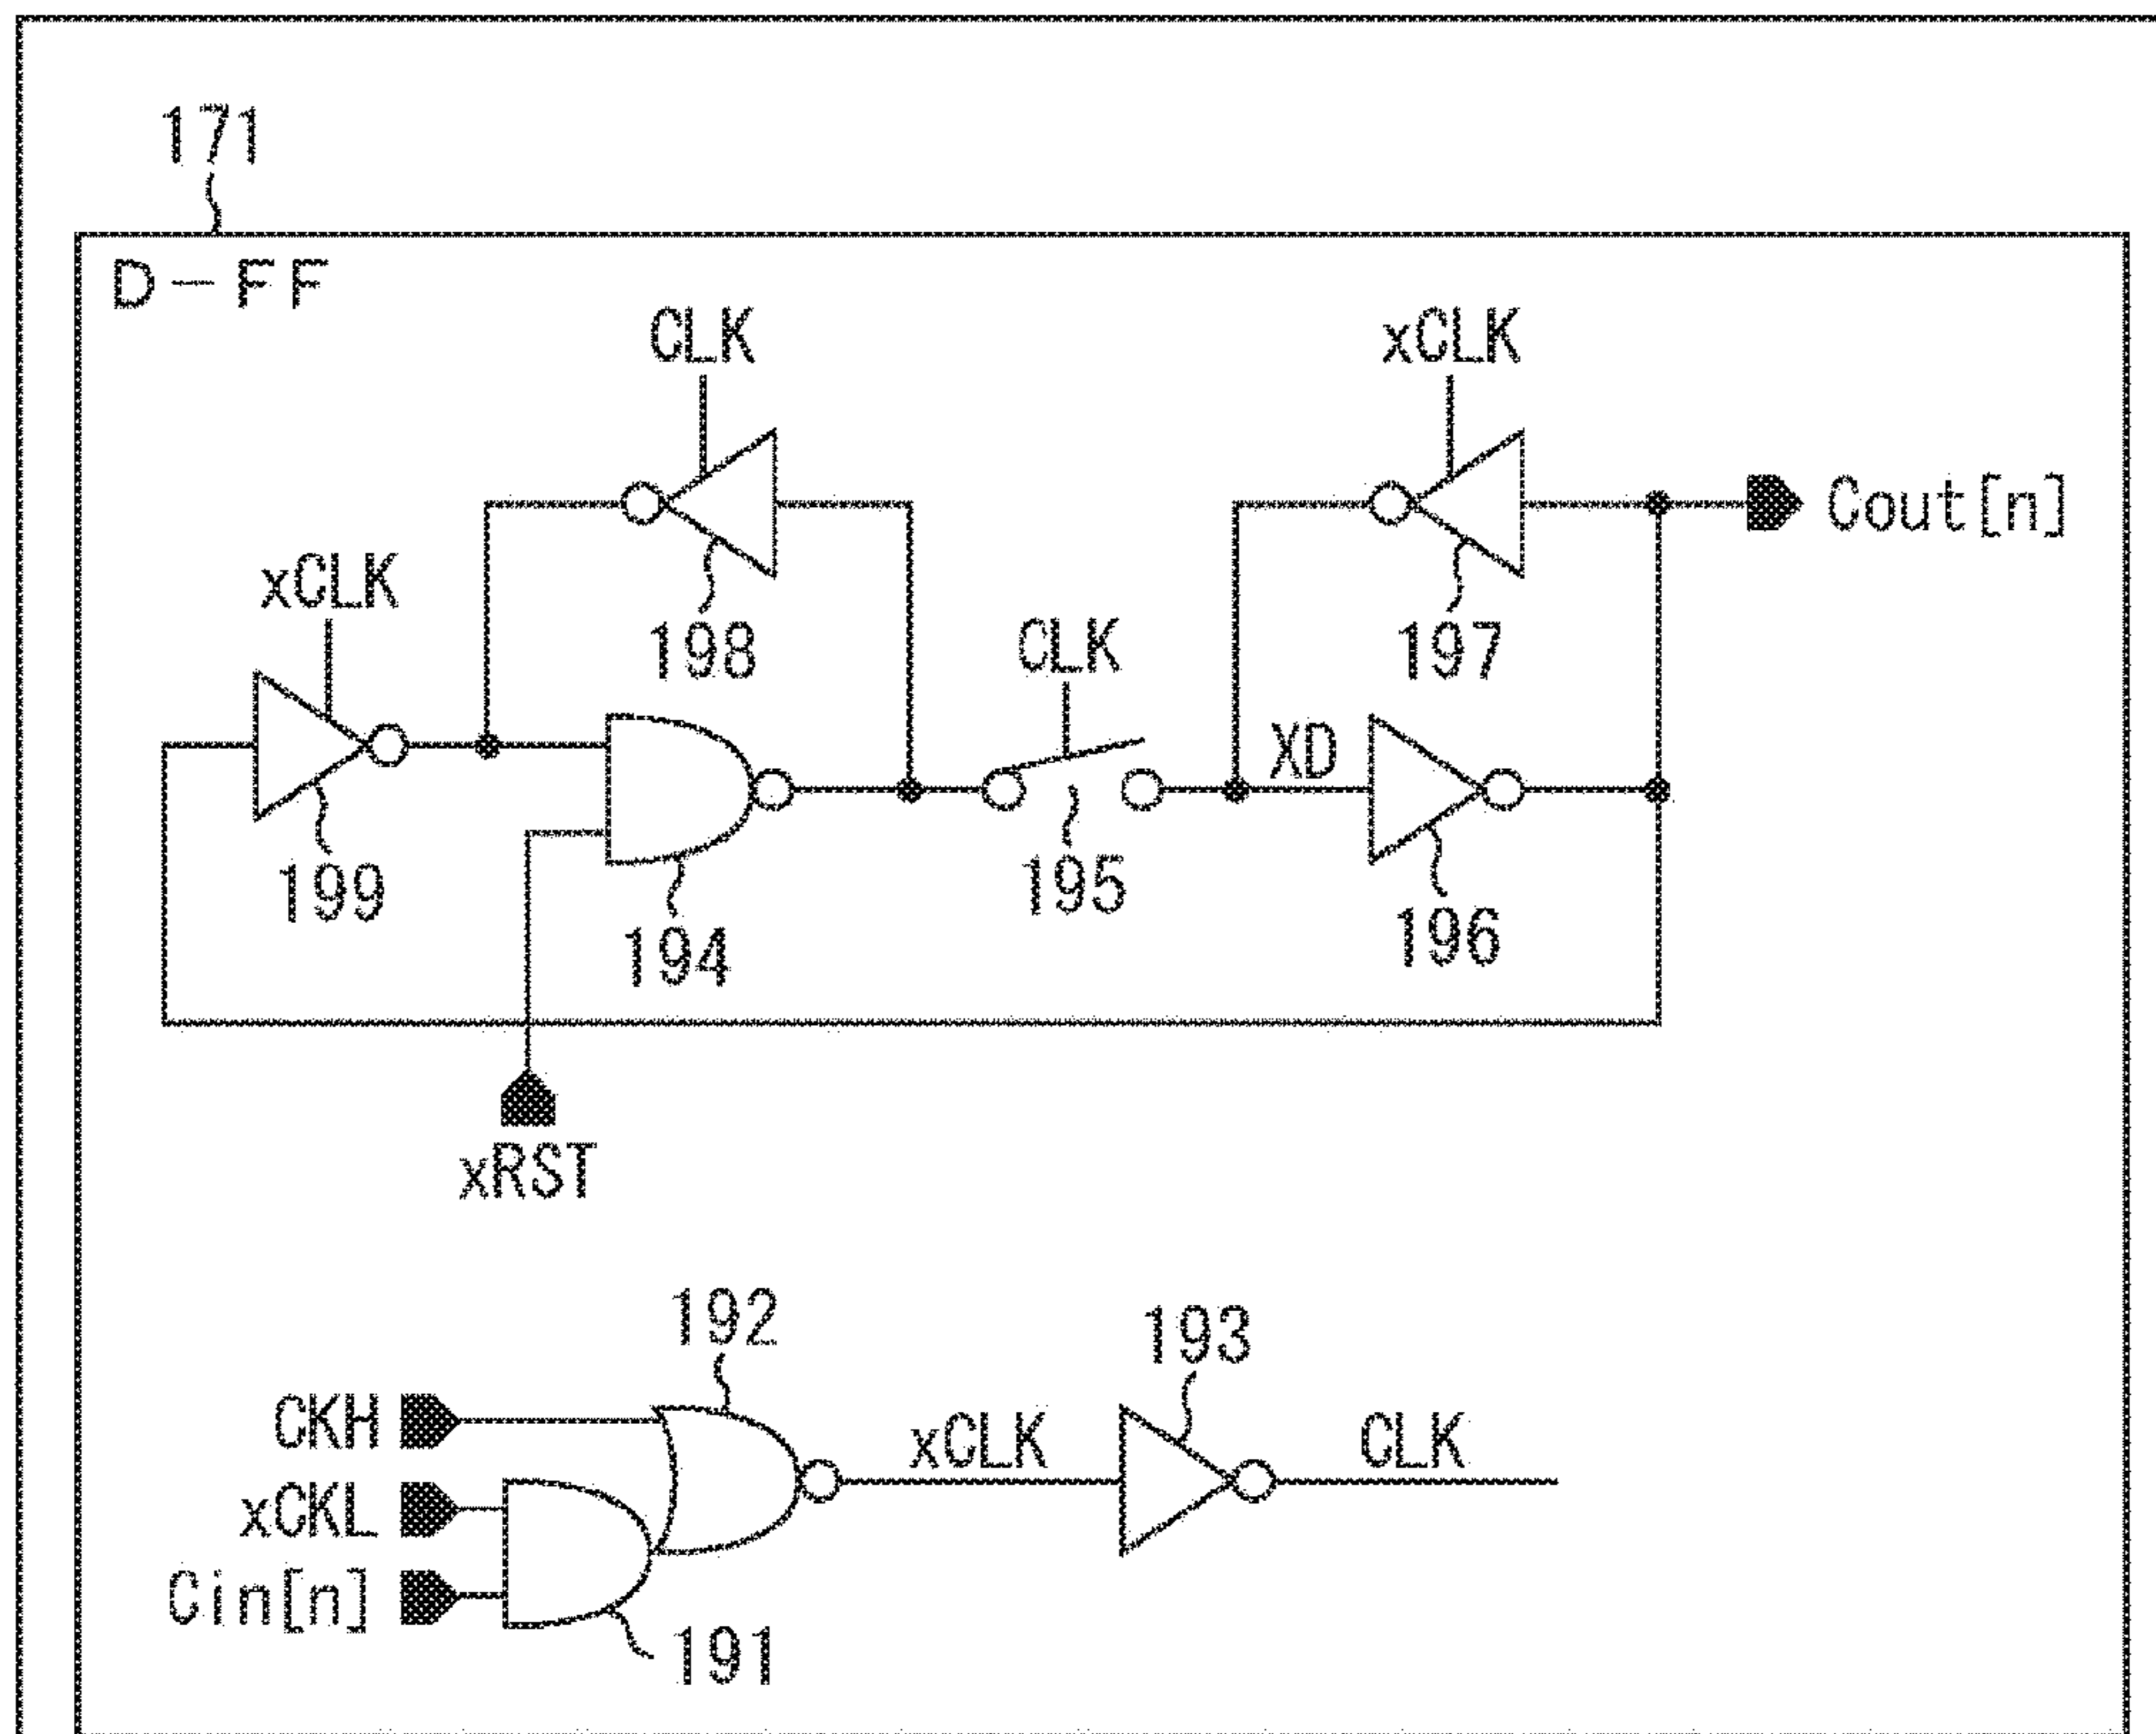 171
D-FF
CLK
xCLK
Cout[n]
xCLK
198
CLK
197
XD
199
194
195
196
xRST
192
193
CKH
xCLK
CLK
xCKL
Cin[n]
191